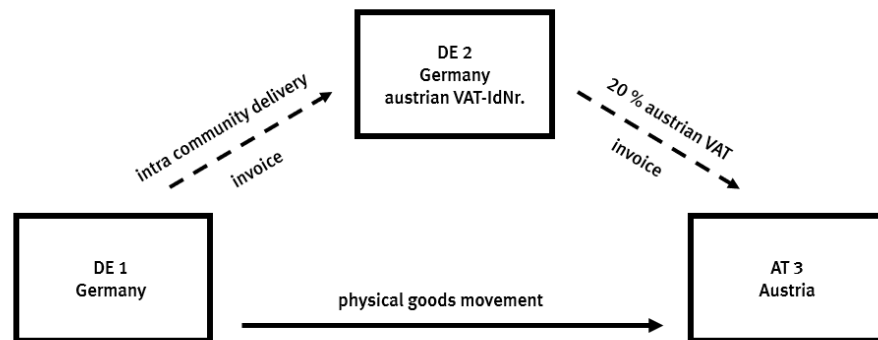 DE 2
Germany
austrian VAT-IdNr.
intra community delivery
invoice
20 % austrian VAT
invoice
DE 1
Germany
physical goods movement
AT 3
Austria